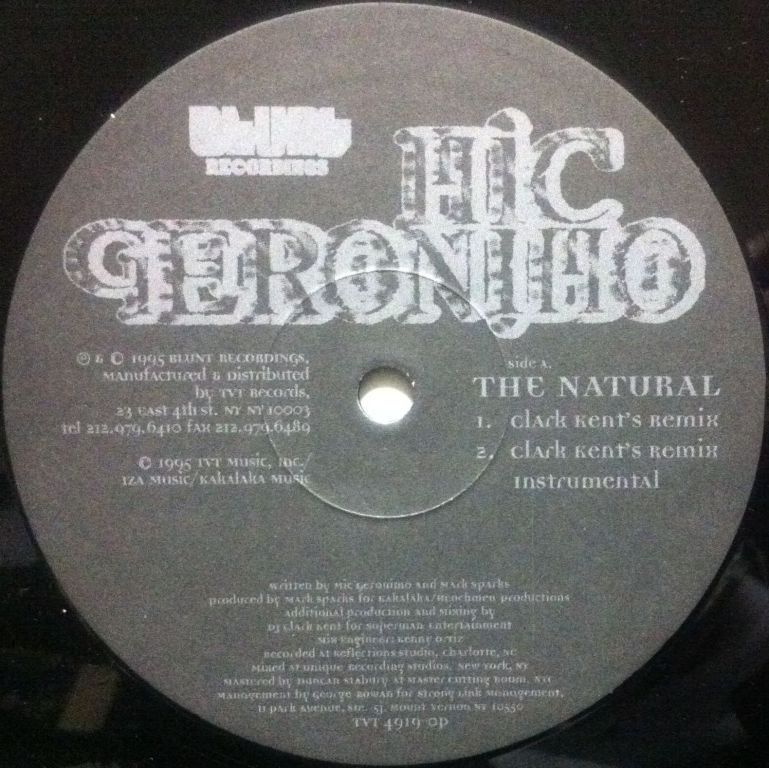 BLUNT
RECORDINGS
MIC
GERONIMO
℗ & © 1995 BLUNT RECORDINGS,
MANUFACTURED & DISTRIBUTED
by TVT RECORDS,
23 EAST 4TH ST. NY NY 10003
tel 212.979.6410 FAX 212.979.6489
© 1995 TVT MUSIC, INC./
IZA MUSIC/KAKALAKA MUSIC
side A.
THE NATURAL
1. Clark Kent's Remix
2. Clark Kent's Remix
Instrumental
written by Mic Geronimo and Mark Sparks
produced by Mark Sparks for Kakalaka/Henchmen productions
additional production and mixing by
DJ Clark Kent for Superman Entertainment
Mix Engineer: Kenny Ortiz
Recorded at Reflections Studio, Charlotte, NC
Mixed at Unique Recording Studios, New York, NY
Mastered by Duncan Stanbury at Master Cutting Room, NYC
Management by George Rowan for Strong Link Management,
11 Park Avenue, Ste. 5J, Mount Vernon NY 10550
TVT 4919-0P